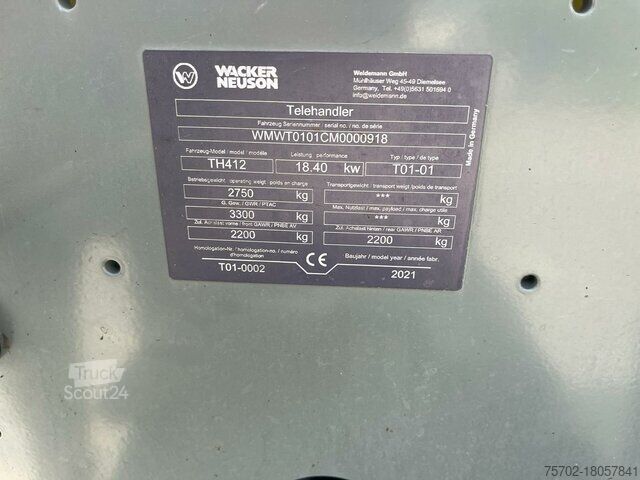 WACKER
NEUSON
Weidemann GmbH
Mühlhäuser Weg 45-49 Diemelsee
Germany, Tel. +49(0)5631 501694 0
info@weidemann.de
Telehandler
Fahrzeug Seriennummer / serial no. / no. de série
WMWT0101CM0000918
Fahrzeug-Model / model / modèle
Leistung / performance
Typ / type / de type
TH412
18.40 kw
T01-01
Betriebsgewicht / operating weigt / poids en charge
Transportgewicht / transport weigt / poids de transport
2750 kg
*** kg
G. Gew. / GWR / PTAC
Max. Nutzlast / max. payload / max. charge utile
3300 kg
*** kg
Zul. Achslast vorne / front GAWR / PNBE AV
Zul. Achslast hinten / rear GAWR / PNBE AR
2200 kg
2200 kg
Homologation-Nr. / homologation-no. / numéro
d'homologation
T01-0002
CE
Baujahr / model year / année fabr.
2021
Made in Germany
Truck
Scout24
75702-18057841